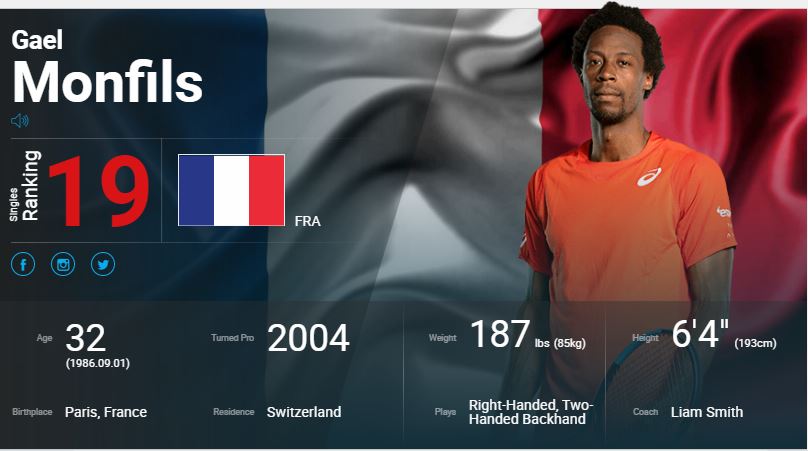 Gael
Monfils
Singles
Ranking
19
FRA
Age
32
(1986.09.01)
Turned Pro
2004
Weight
187 lbs (85kg)
Height
6'4" (193cm)
Birthplace
Paris, France
Residence
Switzerland
Plays
Right-Handed, Two-
Handed Backhand
Coach
Liam Smith
asics